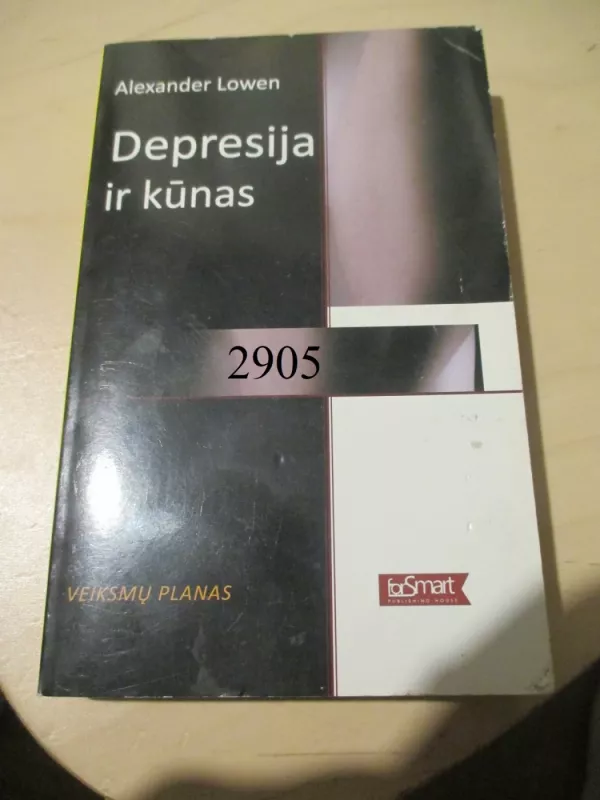 Alexander Lowen
Depresija
ir kūnas
2905
VEIKSMŲ PLANAS
forSmart
PUBLISHING HOUSE